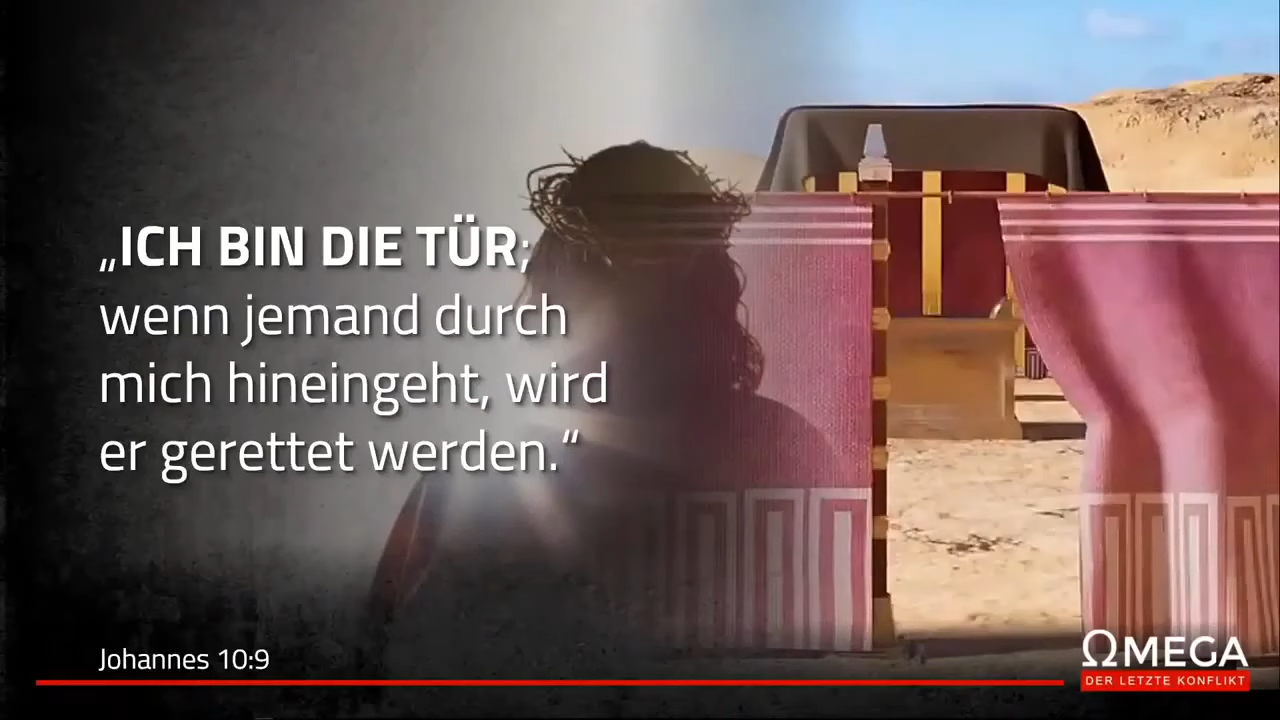 „ICH BIN DIE TÜR;
wenn jemand durch
mich hineingeht, wird
er gerettet werden.“
Johannes 10:9
ΩMEGA
DER LETZTE KONFLIKT